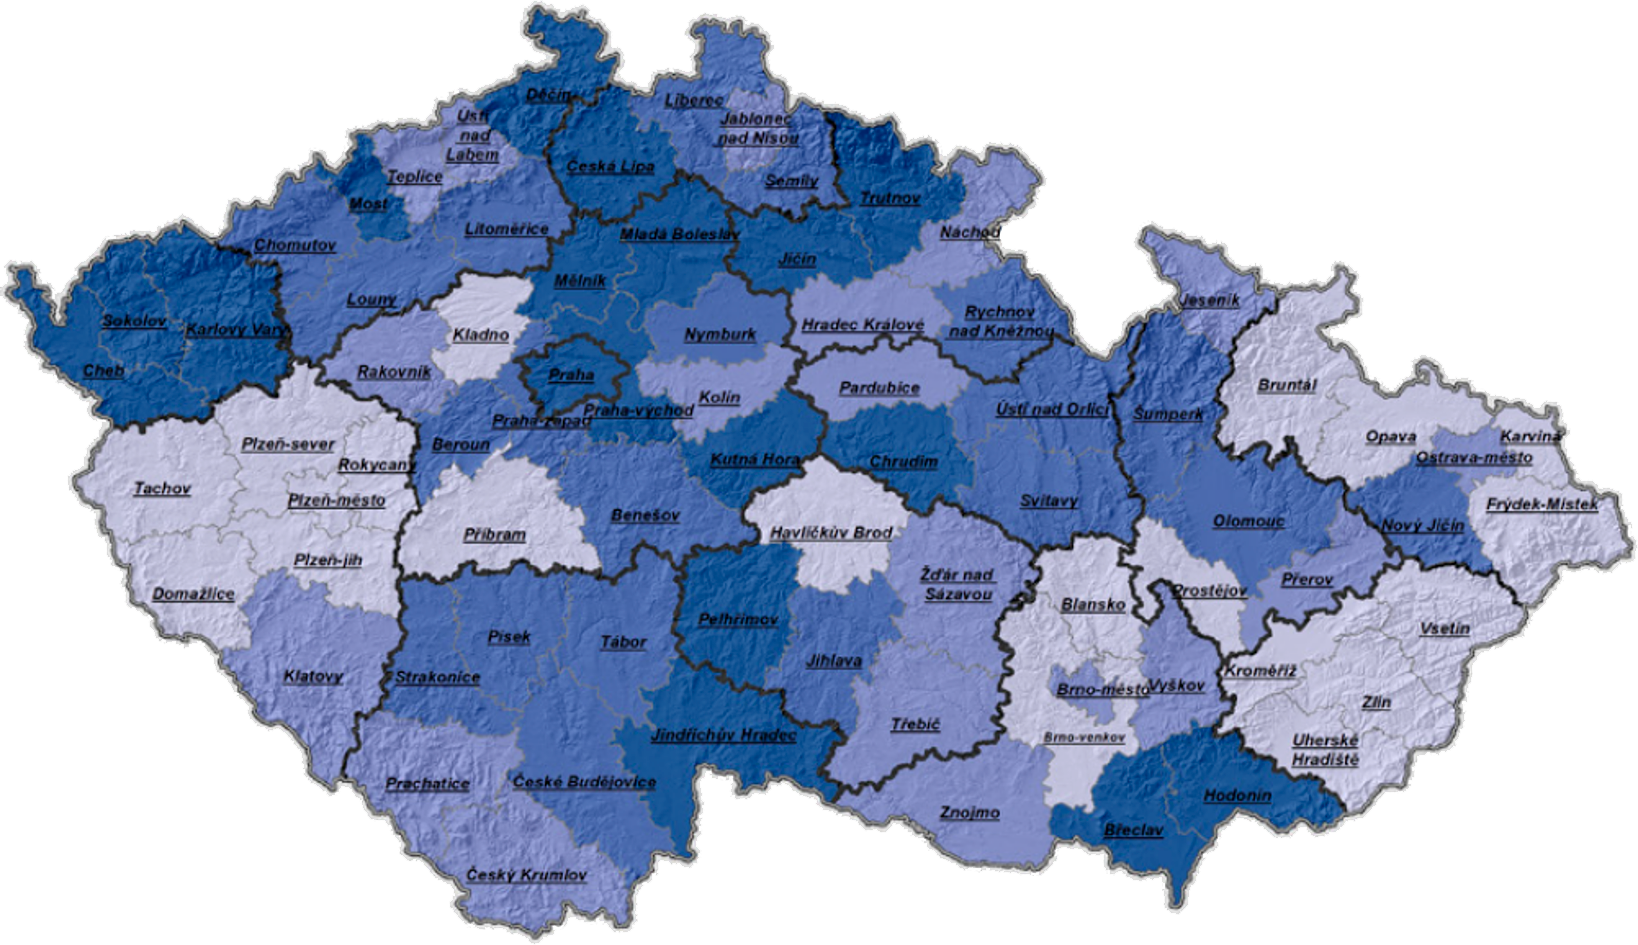 Děčín
Liberec
Ústí
nad
Labem
Jablonec
nad Nisou
Česká Lípa
Teplice
Semily
Most
Trutnov
Litoměřice
Mladá Boleslav
Náchod
Chomutov
Jičín
Mělník
Louny
Jeseník
Sokolov
Karlovy Vary
Kladno
Nymburk
Hradec Králové
Rychnov
nad Kněžnou
Cheb
Rakovník
Praha
Kolín
Pardubice
Bruntál
Praha-západ
Praha-východ
Ústí nad Orlicí
Šumperk
Plzeň-sever
Beroun
Opava
Karviná
Rokycany
Kutná Hora
Chrudim
Ostrava-město
Tachov
Plzeň-město
Svitavy
Frýdek-Místek
Příbram
Benešov
Havlíčkův Brod
Olomouc
Nový Jičín
Plzeň-jih
Žďár nad
Sázavou
Domažlice
Přerov
Prostějov
Blansko
Pelhřimov
Písek
Tábor
Vsetín
Jihlava
Klatovy
Strakonice
Brno-město
Vyškov
Kroměříž
Zlín
Třebíč
Jindřichův Hradec
Brno-venkov
Uherské
Hradiště
Prachatice
České Budějovice
Hodonín
Znojmo
Břeclav
Český Krumlov